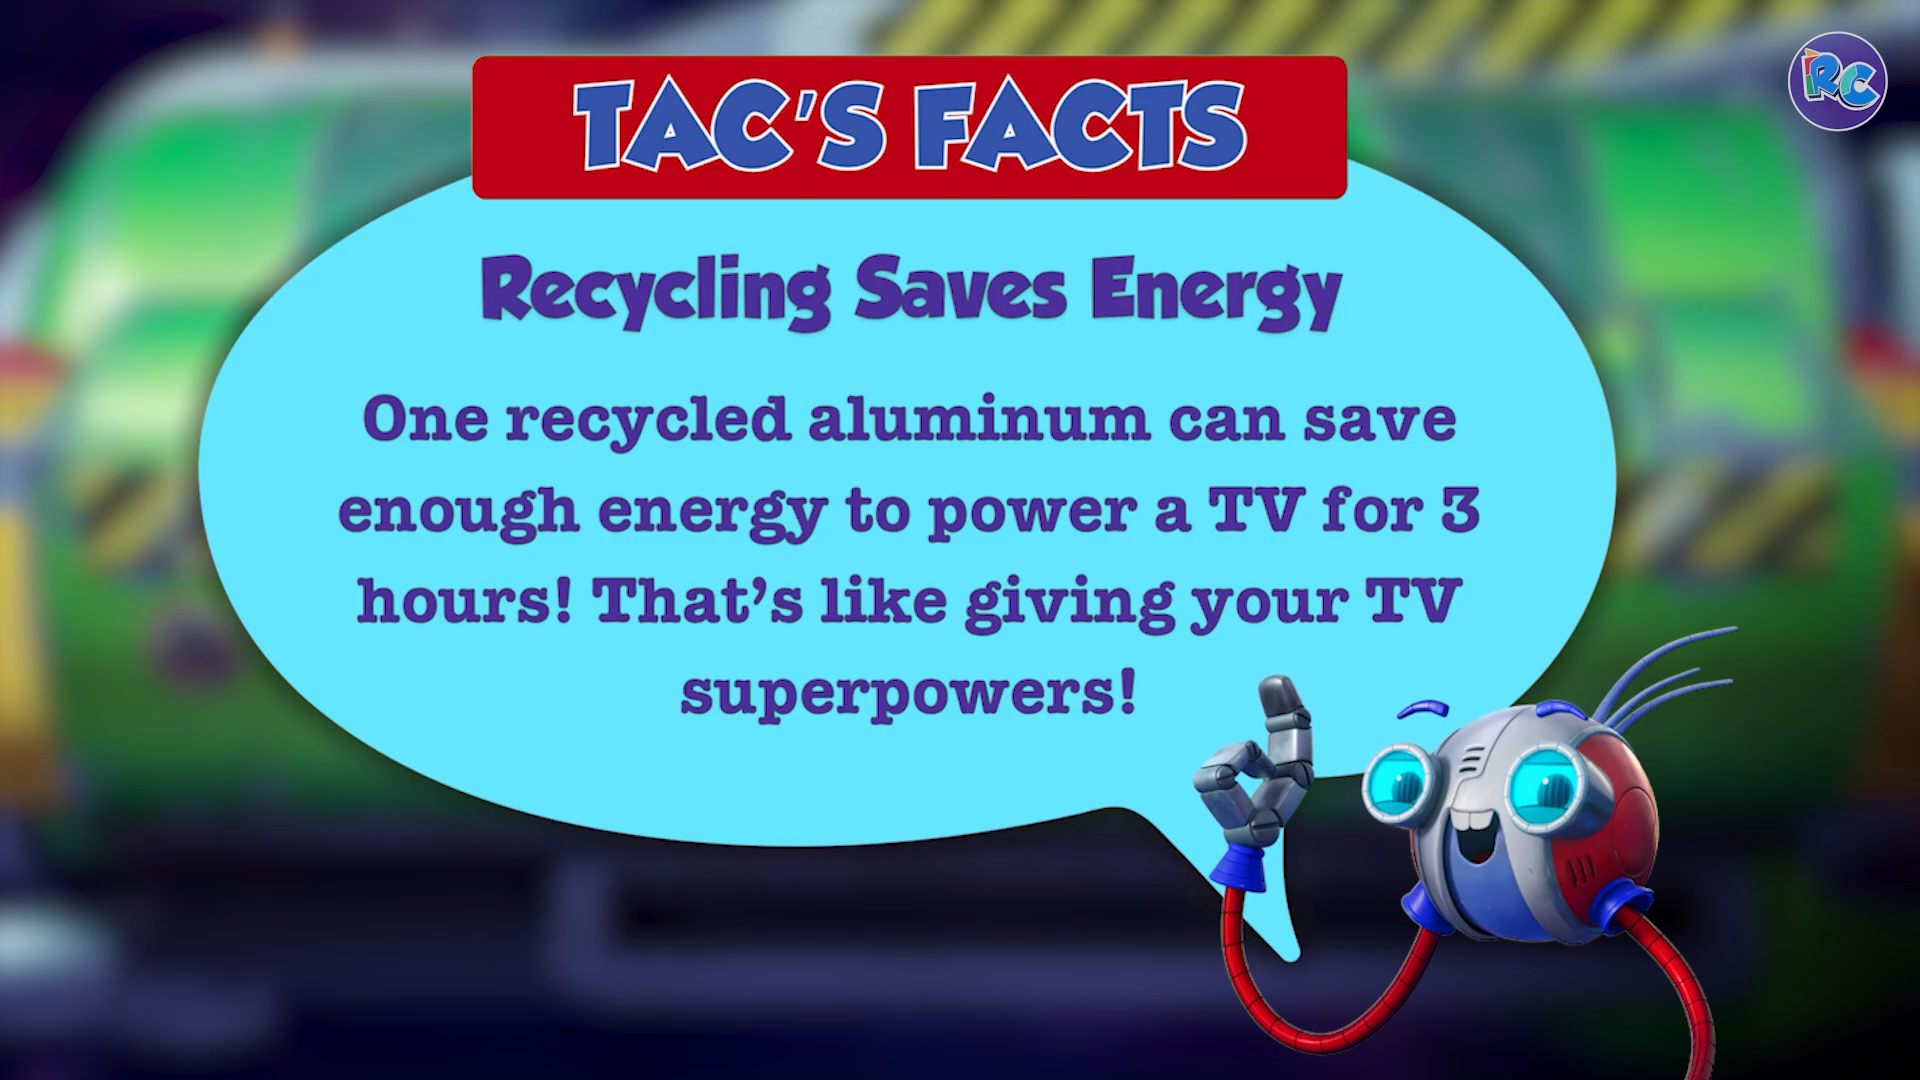 RC
TAC'S FACTS
Recycling Saves Energy
One recycled aluminum can save
enough energy to power a TV for 3
hours! That's like giving your TV
superpowers!